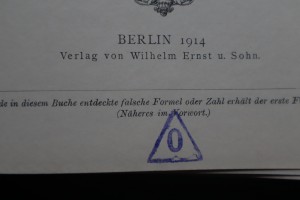 BERLIN 1914
Verlag von Wilhelm Ernst u. Sohn.
de in diesem Buche entdeckte falsche Formel oder Zahl erhält der erste F
(Näheres im Vorwort.)
0